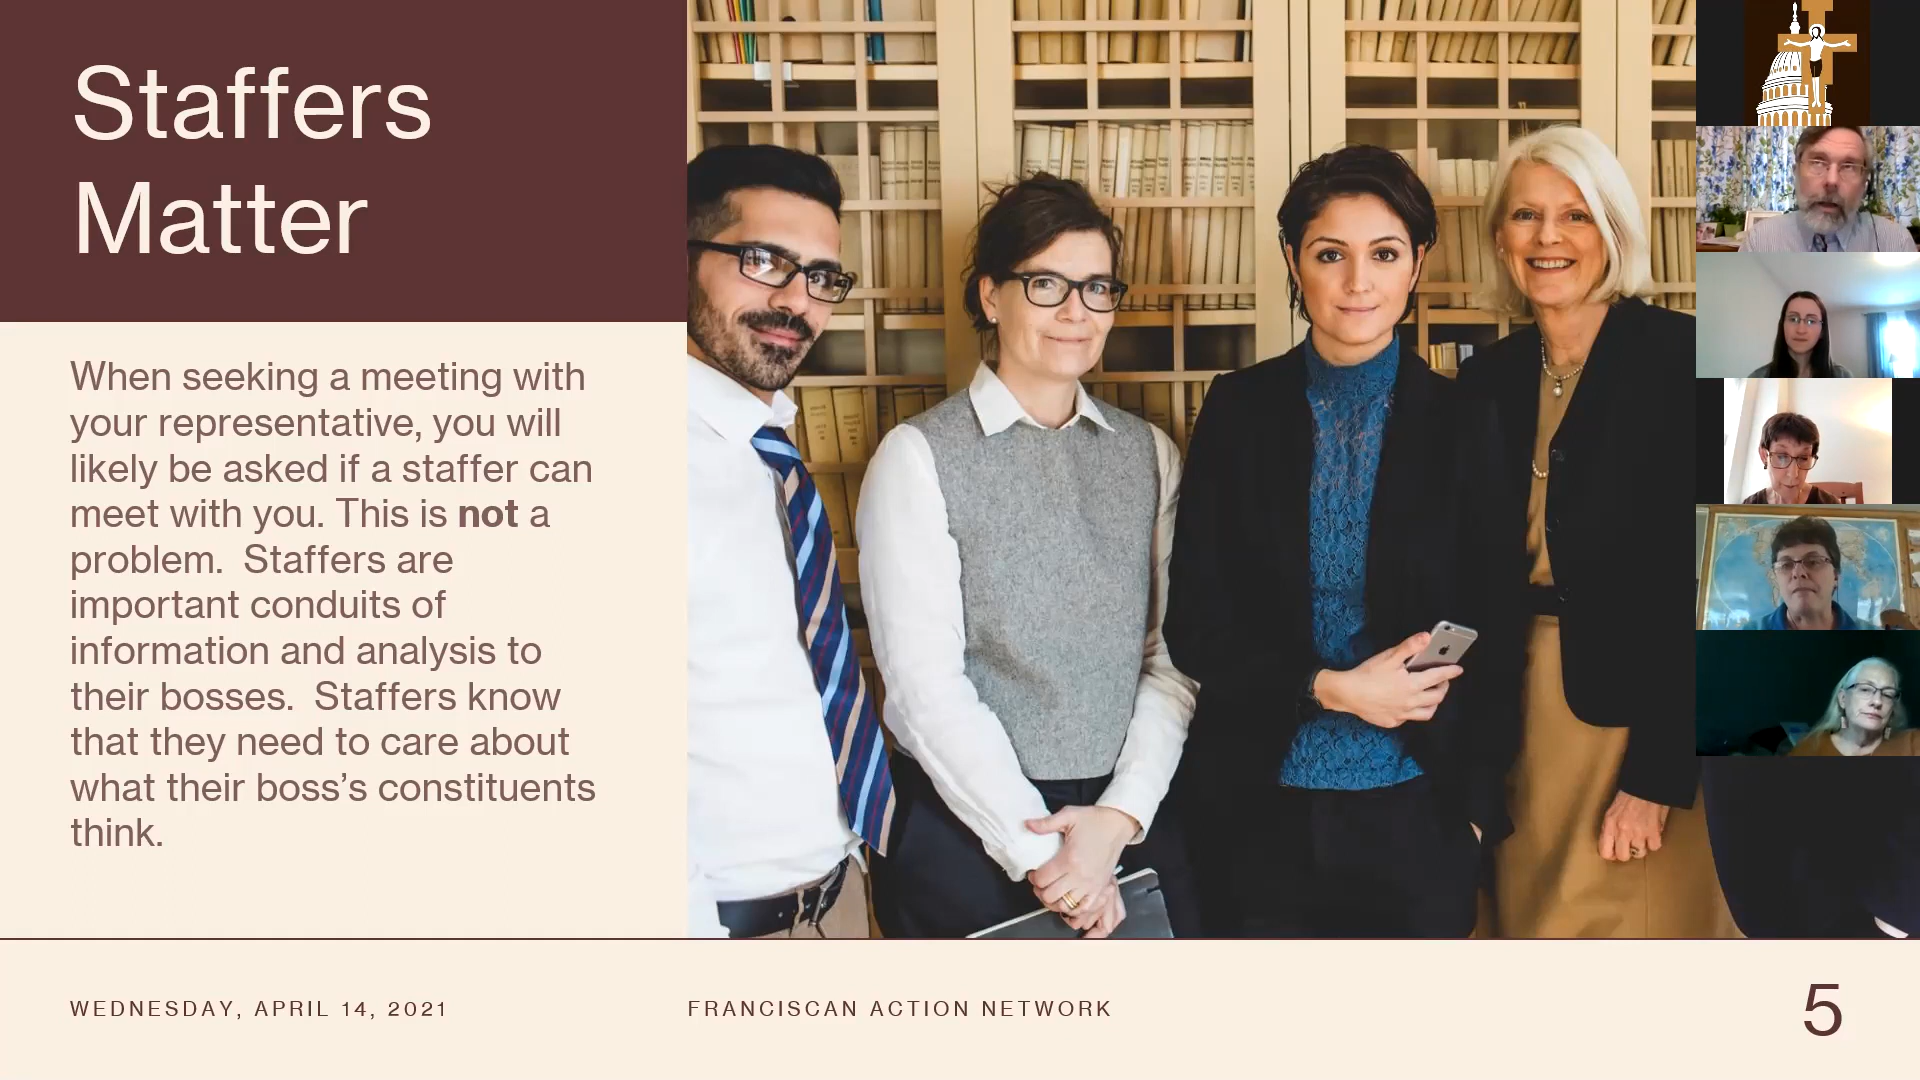 Staffers
Matter
When seeking a meeting with
your representative, you will
likely be asked if a staffer can
meet with you. This is not a
problem.  Staffers are
important conduits of
information and analysis to
their bosses.  Staffers know
that they need to care about
what their boss’s constituents
think.
WEDNESDAY, APRIL 14, 2021
FRANCISCAN ACTION NETWORK
5